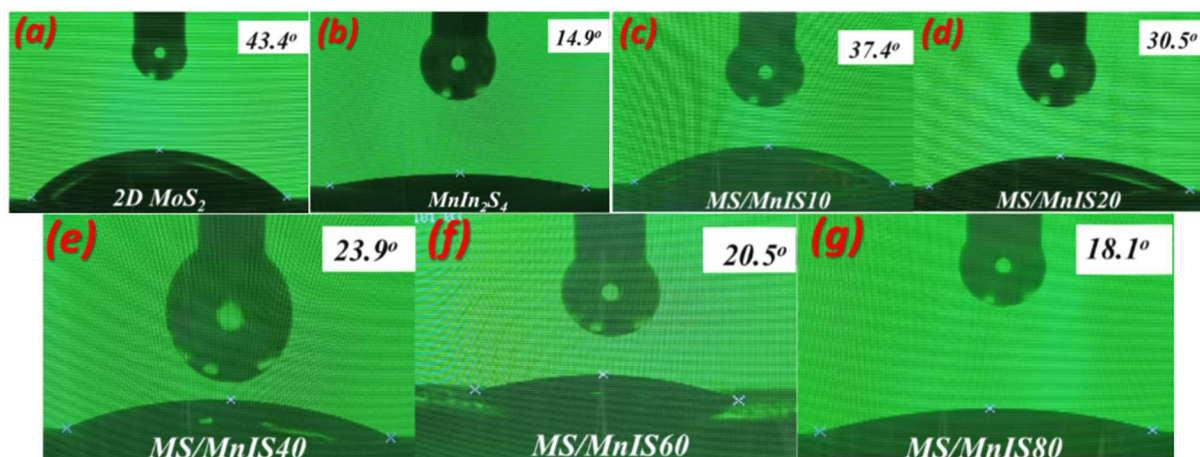 (a)
43.4°
2D MoS₂
(b)
14.9°
MnIn₂S₄
(c)
37.4°
MS/MnIS10
(d)
30.5°
MS/MnIS20
(e)
23.9°
MS/MnIS40
(f)
20.5°
MS/MnIS60
(g)
18.1°
MS/MnIS80